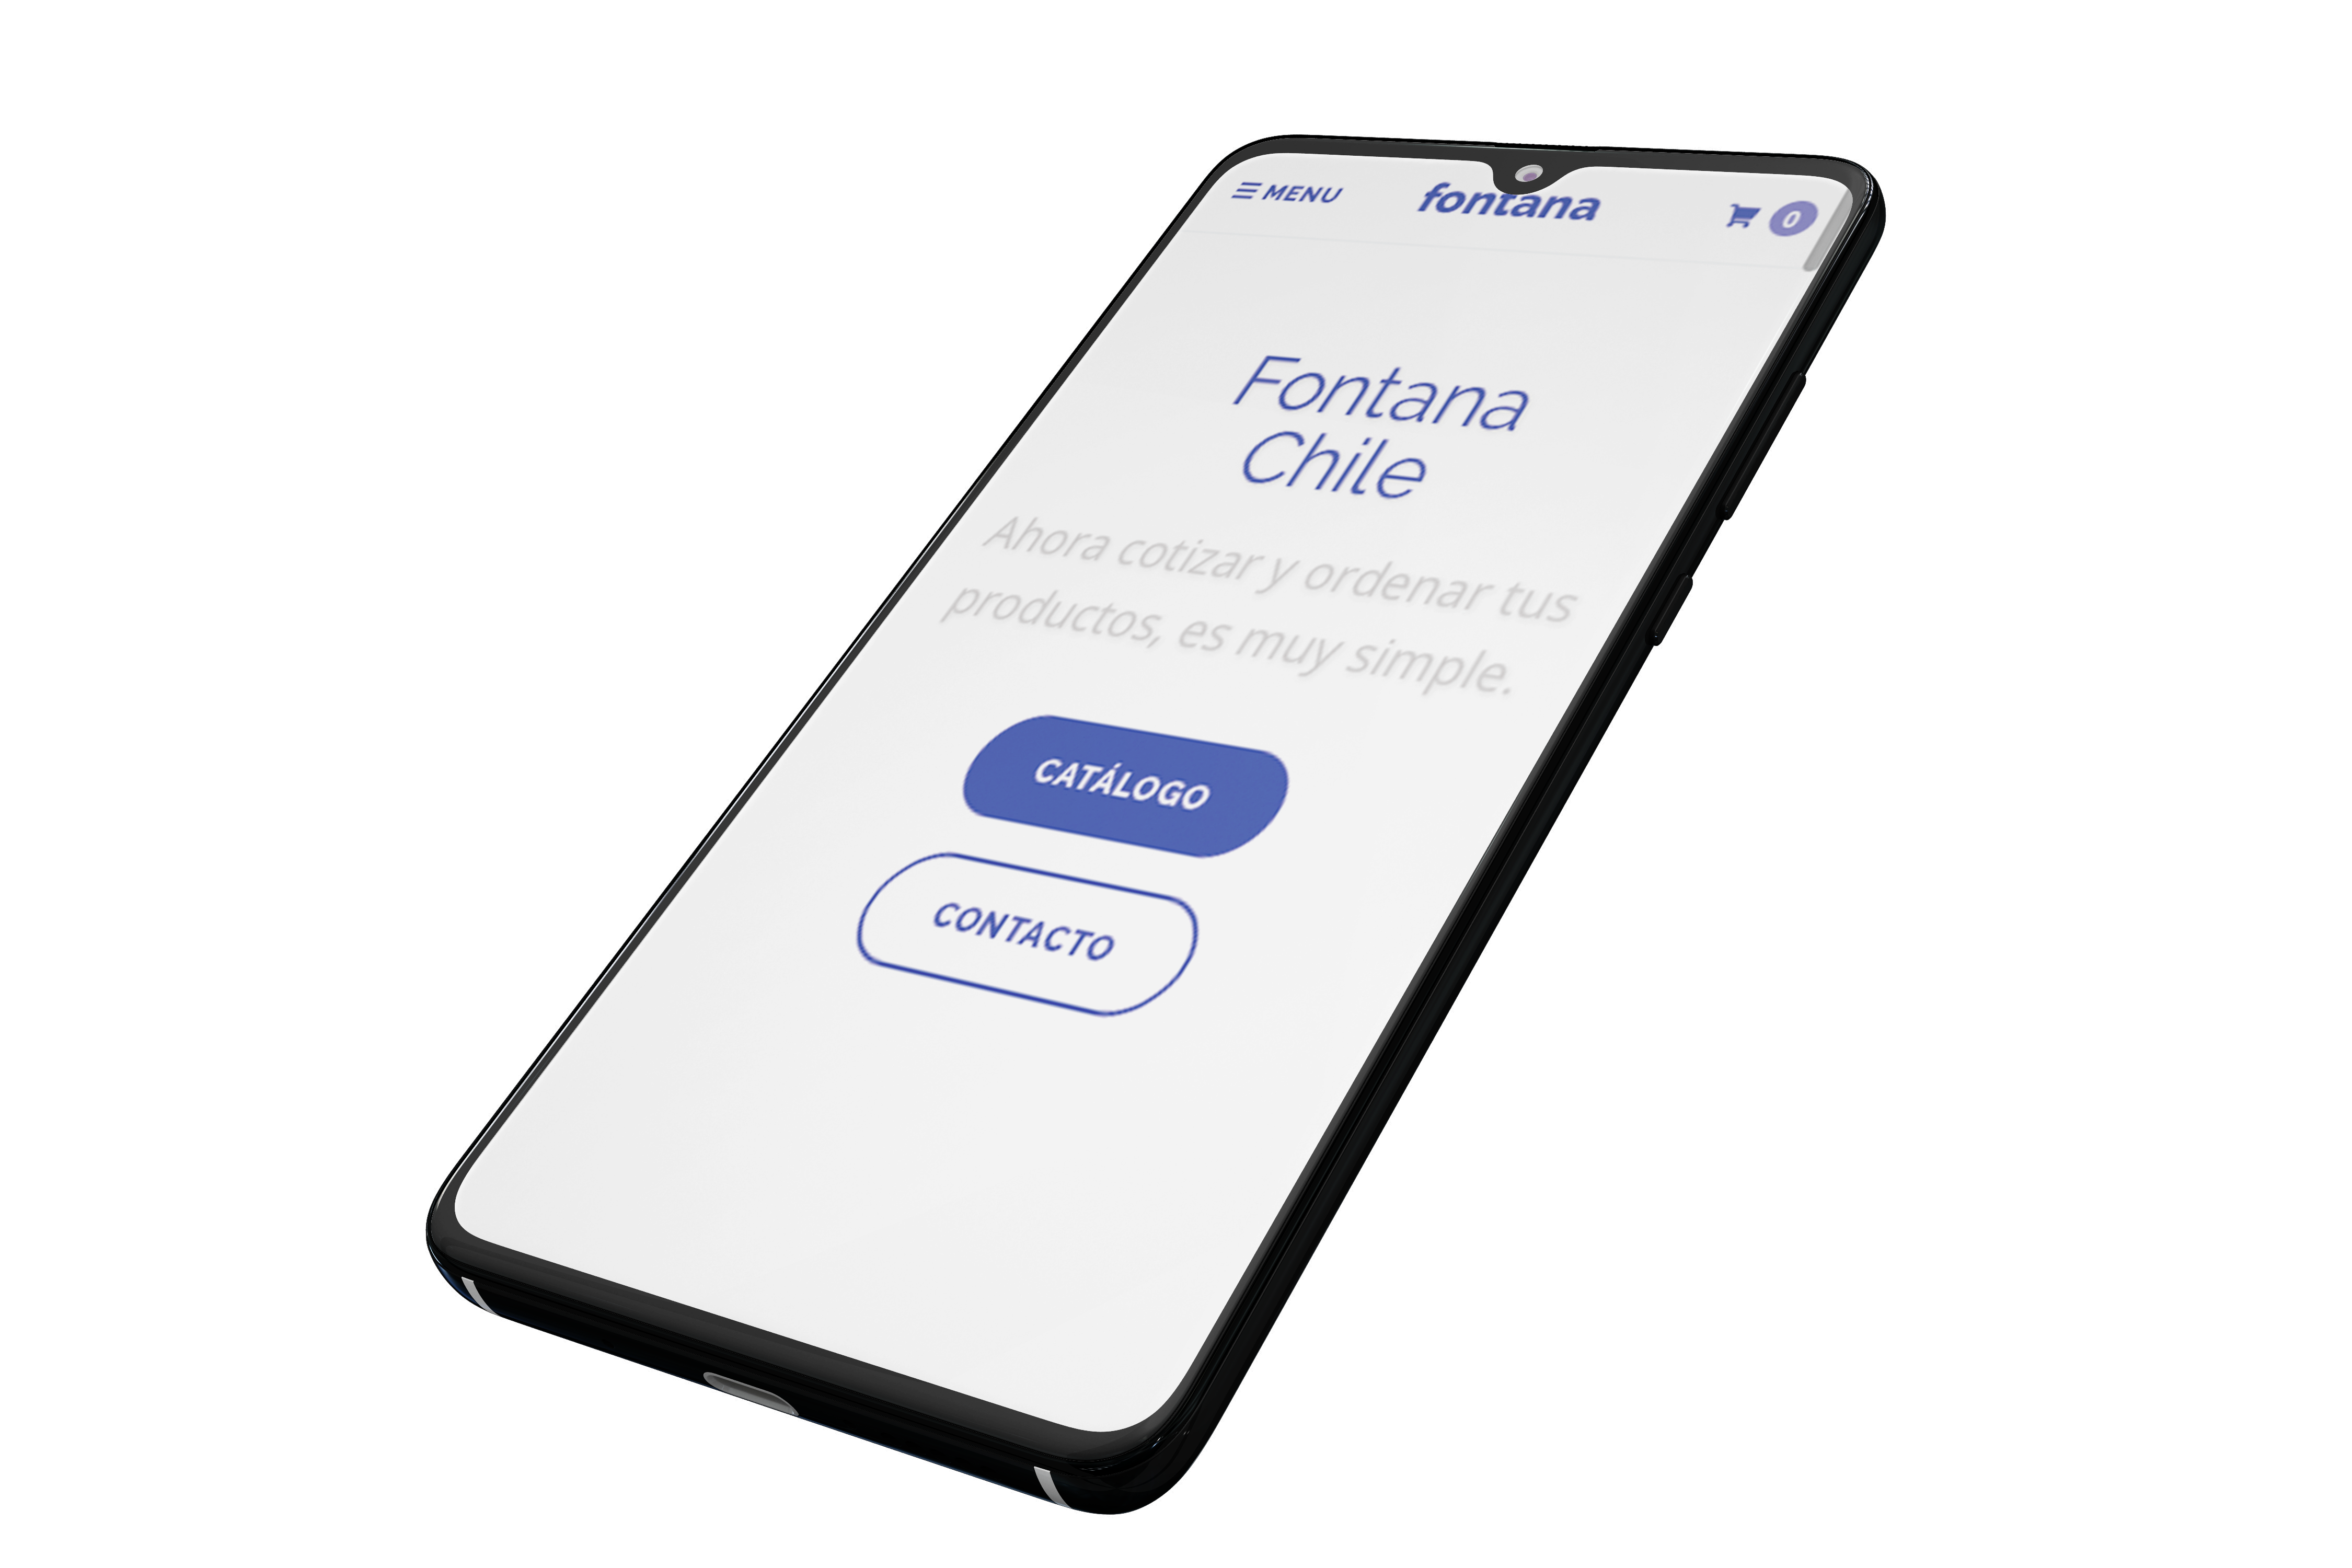 MENU
fontana
0
Fontana
Chile
Ahora cotizar y ordenar tus
productos, es muy simple.
CATÁLOGO
CONTACTO